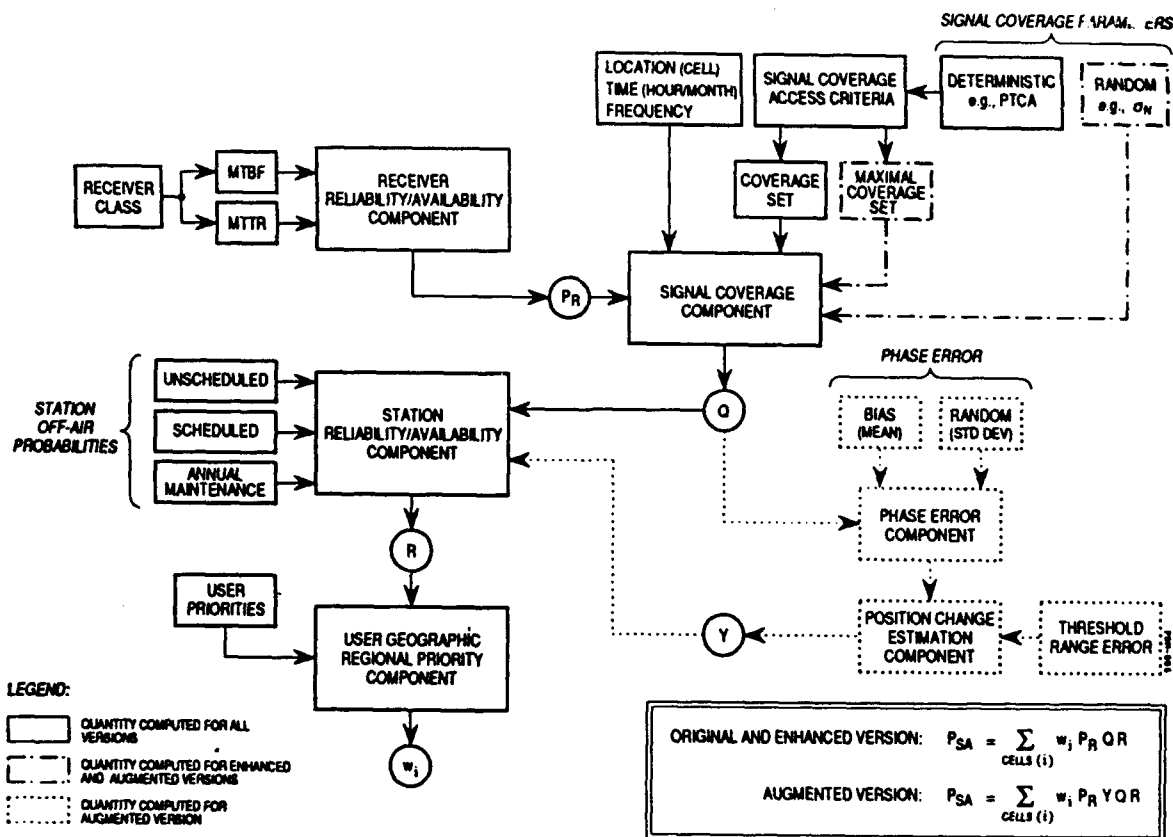 SIGNAL COVERAGE
LOCATION (CELL)
TIME (HOUR/MONTH)
FREQUENCY
SIGNAL COVERAGE
ACCESS CRITERIA
DETERMINISTIC
e.g., PTCA
RANDOM
e.g., σN
COVERAGE
SET
MAXIMAL
COVERAGE
SET
RECEIVER
CLASS
MTBF
MTTR
RECEIVER
RELIABILITY/AVAILABILITY
COMPONENT
PR
SIGNAL COVERAGE
COMPONENT
STATION
OFF-AIR
PROBABILITIES
UNSCHEDULED
SCHEDULED
ANNUAL
MAINTENANCE
STATION
RELIABILITY/AVAILABILITY
COMPONENT
Q
PHASE ERROR
BIAS
(MEAN)
RANDOM
(STD DEV)
PHASE ERROR
COMPONENT
R
USER
PRIORITIES
USER GEOGRAPHIC
REGIONAL PRIORITY
COMPONENT
Y
POSITION CHANGE
ESTIMATION
COMPONENT
THRESHOLD
RANGE ERROR
wi
LEGEND:
QUANTITY COMPUTED FOR ALL
VERSIONS
QUANTITY COMPUTED FOR ENHANCED
AND AUGMENTED VERSIONS
QUANTITY COMPUTED FOR
AUGMENTED VERSION
ORIGINAL AND ENHANCED VERSION: PSA = ∑ wi PR QR
CELLS (i)
AUGMENTED VERSION: PSA = ∑ wi PR YQR
CELLS (i)